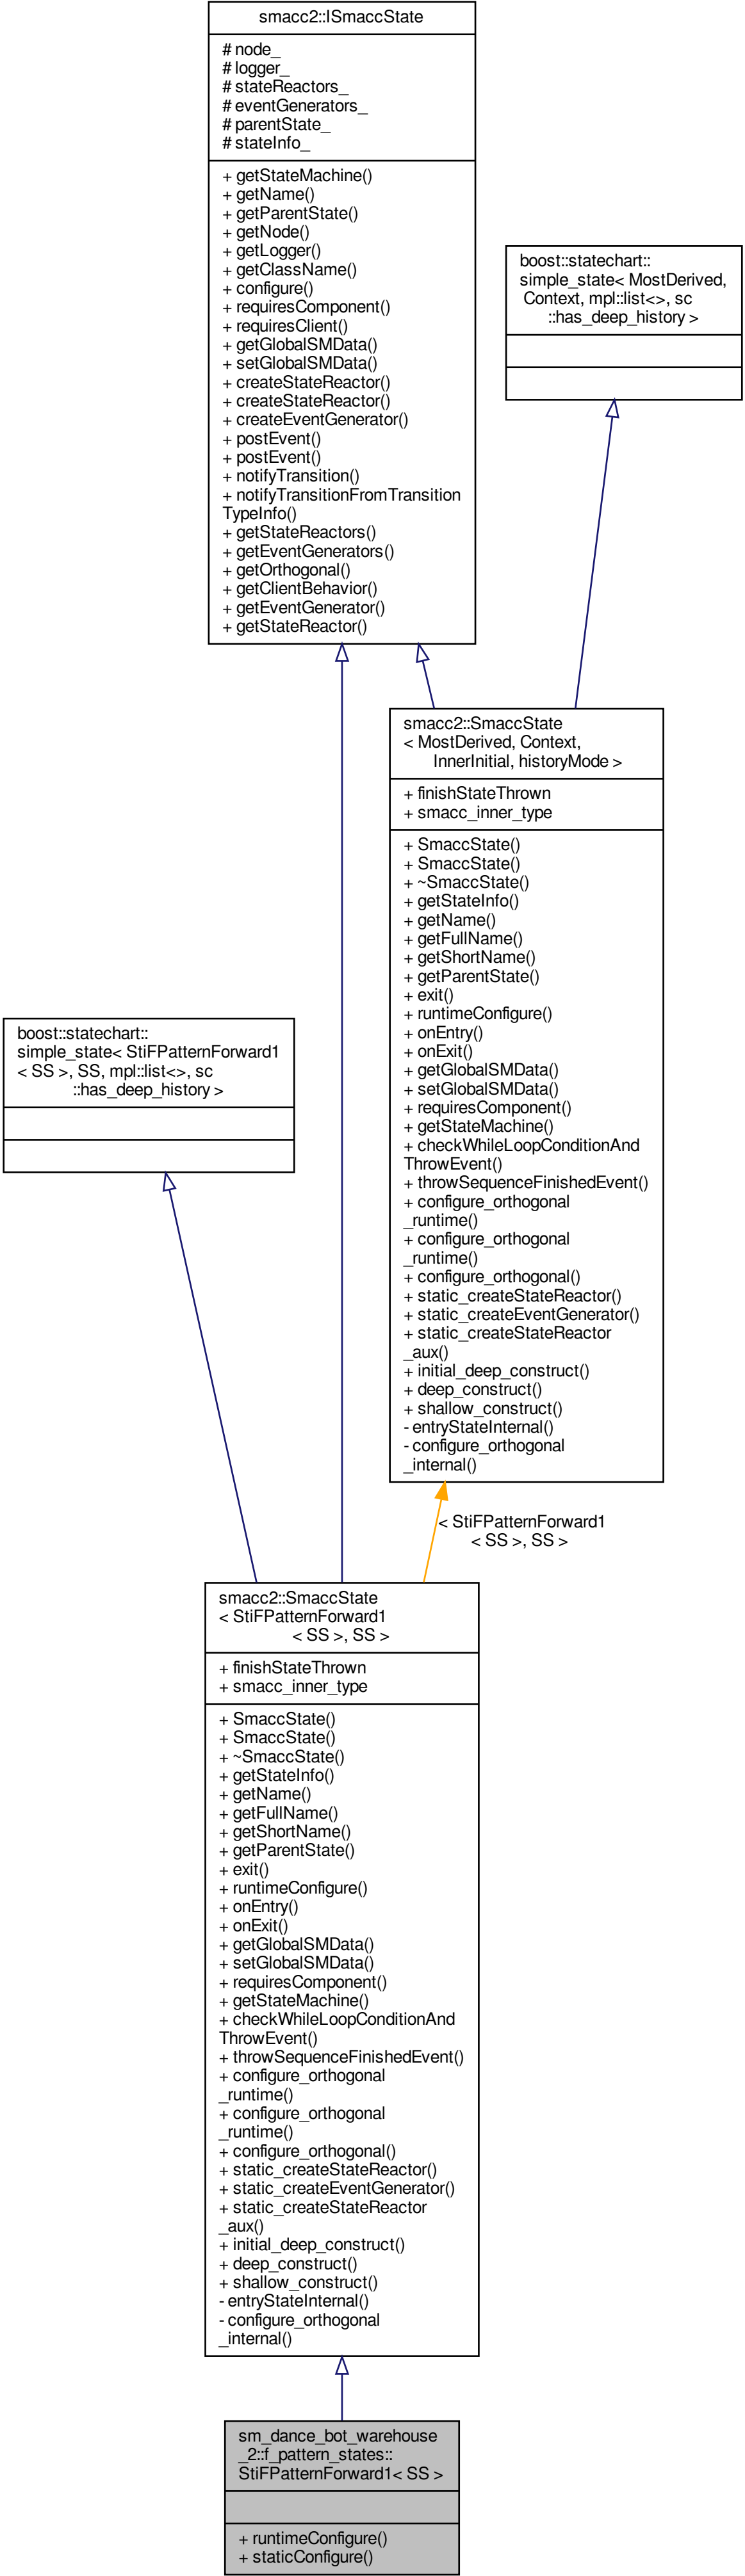 smacc2::ISmaccState
# node_
# logger_
# stateReactors_
# eventGenerators_
# parentState_
# stateInfo_
+ getStateMachine()
+ getName()
+ getParentState()
+ getNode()
+ getLogger()
+ getClassName()
+ configure()
+ requiresComponent()
+ requiresClient()
+ getGlobalSMData()
+ setGlobalSMData()
+ createStateReactor()
+ createStateReactor()
+ createEventGenerator()
+ postEvent()
+ postEvent()
+ notifyTransition()
+ notifyTransitionFromTransition
TypeInfo()
+ getStateReactors()
+ getEventGenerators()
+ getOrthogonal()
+ getClientBehavior()
+ getEventGenerator()
+ getStateReactor()
boost::statechart::
simple_state< MostDerived,
Context, mpl::list<>, sc
::has_deep_history >
smacc2::SmaccState
< MostDerived, Context,
InnerInitial, historyMode >
+ finishStateThrown
+ smacc_inner_type
+ SmaccState()
+ SmaccState()
+ ~SmaccState()
+ getStateInfo()
+ getName()
+ getFullName()
+ getShortName()
+ getParentState()
+ exit()
+ runtimeConfigure()
+ onEntry()
+ onExit()
+ getGlobalSMData()
+ setGlobalSMData()
+ requiresComponent()
+ getStateMachine()
+ checkWhileLoopConditionAnd
ThrowEvent()
+ throwSequenceFinishedEvent()
+ configure_orthogonal
_runtime()
+ configure_orthogonal
_runtime()
+ configure_orthogonal()
+ static_createStateReactor()
+ static_createEventGenerator()
+ static_createStateReactor
_aux()
+ initial_deep_construct()
+ deep_construct()
+ shallow_construct()
- entryStateInternal()
- configure_orthogonal
_internal()
boost::statechart::
simple_state< StiFPatternForward1
< SS >, SS, mpl::list<>, sc
::has_deep_history >
< StiFPatternForward1
< SS >, SS >
smacc2::SmaccState
< StiFPatternForward1
< SS >, SS >
+ finishStateThrown
+ smacc_inner_type
+ SmaccState()
+ SmaccState()
+ ~SmaccState()
+ getStateInfo()
+ getName()
+ getFullName()
+ getShortName()
+ getParentState()
+ exit()
+ runtimeConfigure()
+ onEntry()
+ onExit()
+ getGlobalSMData()
+ setGlobalSMData()
+ requiresComponent()
+ getStateMachine()
+ checkWhileLoopConditionAnd
ThrowEvent()
+ throwSequenceFinishedEvent()
+ configure_orthogonal
_runtime()
+ configure_orthogonal
_runtime()
+ configure_orthogonal()
+ static_createStateReactor()
+ static_createEventGenerator()
+ static_createStateReactor
_aux()
+ initial_deep_construct()
+ deep_construct()
+ shallow_construct()
- entryStateInternal()
- configure_orthogonal
_internal()
sm_dance_bot_warehouse
_2::f_pattern_states::
StiFPatternForward1< SS >
+ runtimeConfigure()
+ staticConfigure()